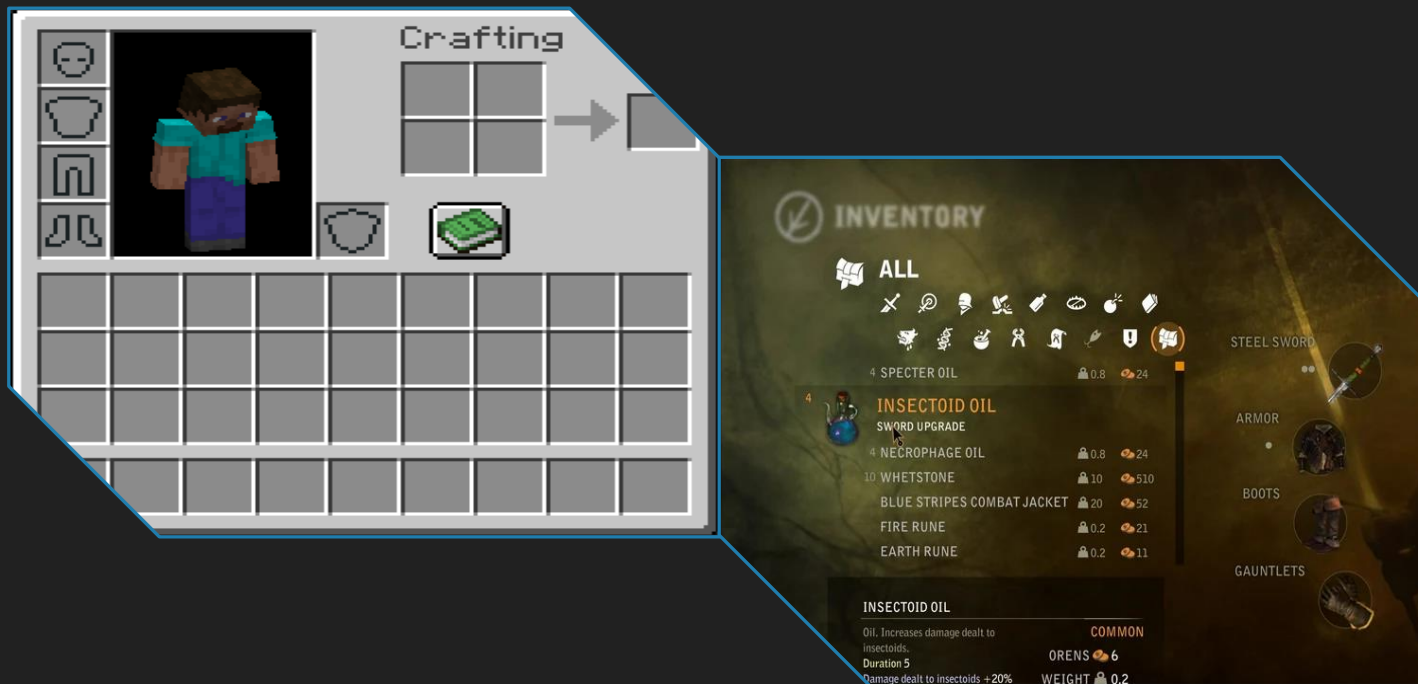 Crafting
INVENTORY
ALL
4 SPECTER OIL 0.8 24
4
INSECTOID OIL
SWORD UPGRADE
4 NECROPHAGE OIL 0.8 24
10 WHETSTONE 10 510
BLUE STRIPES COMBAT JACKET 20 52
FIRE RUNE 0.2 21
EARTH RUNE 0.2 11
STEEL SWORD
ARMOR
BOOTS
GAUNTLETS
INSECTOID OIL
Oil. Increases damage dealt to
insectoids.
COMMON
Duration 5
ORENS 6
Damage dealt to insectoids +20%
WEIGHT 0.2